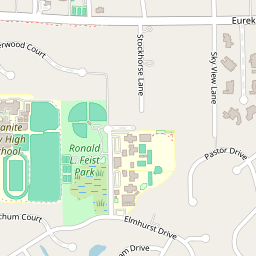 Eurek
erwood Court
Stockhorse Lane
Sky View Lane
anite
y High
chool
Ronald
L. Feist
Park
Pastor Drive
chum Court
Elmhurst Drive
am Drive